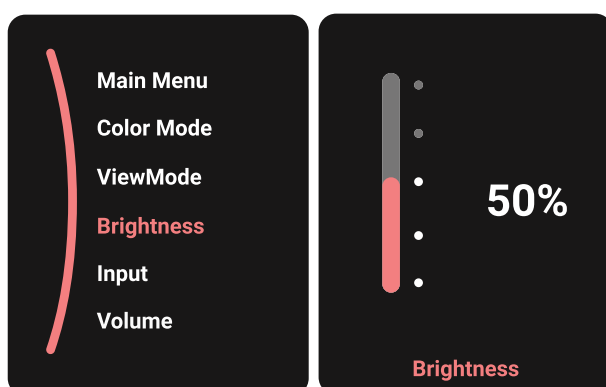 Main Menu
Color Mode
ViewMode
Brightness
Input
Volume
50%
Brightness